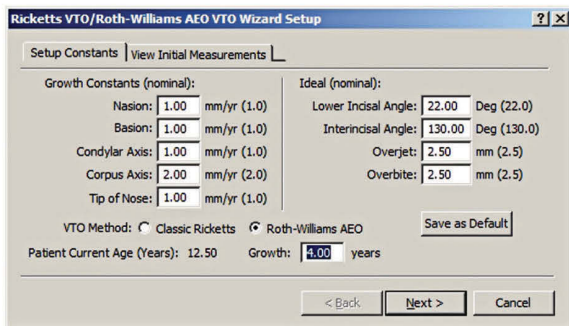 Ricketts VTO/Roth-Williams AEO VTO Wizard Setup
Setup Constants View Initial Measurements
Growth Constants (nominal):
Nasion: 1.00 mm/yr (1.0)
Basion: 1.00 mm/yr (1.0)
Condylar Axis: 1.00 mm/yr (1.0)
Corpus Axis: 2.00 mm/yr (2.0)
Tip of Nose: 1.00 mm/yr (1.0)
Ideal (nominal):
Lower Incisal Angle: 22.00 Deg (22.0)
Interincisal Angle: 130.00 Deg (130.0)
Overjet: 2.50 mm (2.5)
Overbite: 2.50 mm (2.5)
VTO Method: Classic Ricketts Roth-Williams AEO
Save as Default
Patient Current Age (Years): 12.50 Growth: 4.00 years
< Back Next > Cancel